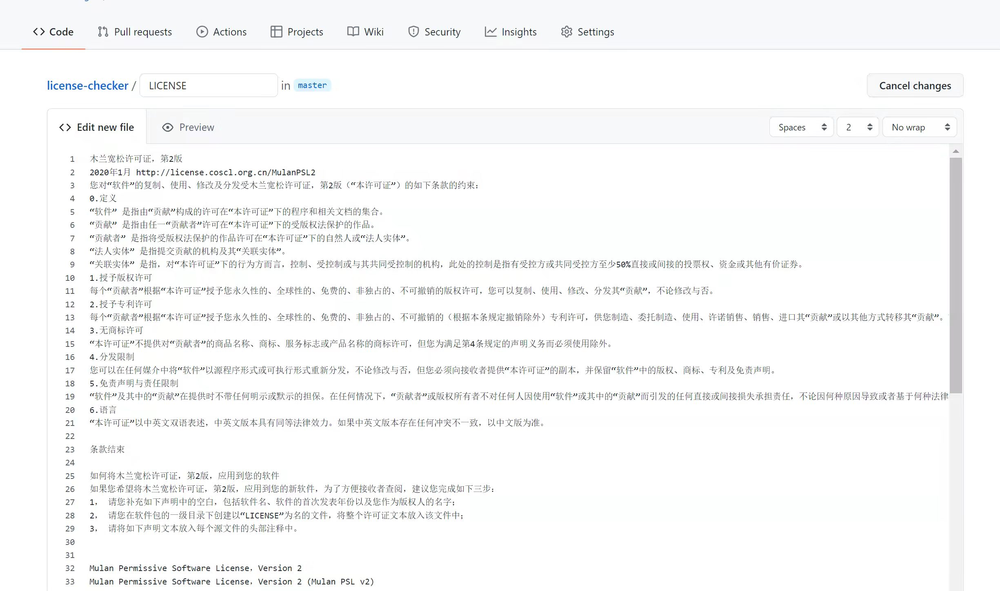 Code Pull requests Actions Projects Wiki Security Insights Settings
license-checker / LICENSE in master Cancel changes
Edit new file Preview Spaces 2 No wrap
1 木兰宽松许可证，第2版
2 2020年1月 http://license.coscl.org.cn/MulanPSL2
3 您对“软件”的复制、使用、修改及分发受木兰宽松许可证，第2版（“本许可证”）的如下条款的约束：
4 0.定义
5 “软件” 是指由“贡献”构成的许可在“本许可证”下的程序和相关文档的集合。
6 “贡献” 是指由任一“贡献者”许可在“本许可证”下的受版权法保护的作品。
7 “贡献者” 是指将受版权法保护的作品许可在“本许可证”下的自然人或“法人实体”。
8 “法人实体” 是指提交贡献的机构及其“关联实体”。
9 “关联实体” 是指，对“本许可证”下的行为方而言，控制、受控制或与其共同受控制的机构，此处的控制是指有受控方或共同受控方至少50%直接或间接的投票权、资金或其他有价证券。
10 1.授予版权许可
11 每个“贡献者”根据“本许可证”授予您永久性的、全球性的、免费的、非独占的、不可撤销的版权许可，您可以复制、使用、修改、分发其“贡献”，不论修改与否。
12 2.授予专利许可
13 每个“贡献者”根据“本许可证”授予您永久性的、全球性的、免费的、非独占的、不可撤销的（根据本条规定撤销除外）专利许可，供您制造、委托制造、使用、许诺销售、销售、进口其“贡献”或以其他方式转移其“贡献”。
14 3.无商标许可
15 “本许可证”不提供对“贡献者”的商品名称、商标、服务标志或产品名称的商标许可，但您为满足第4条规定的声明义务而必须使用除外。
16 4.分发限制
17 您可以在任何媒介中将“软件”以源程序形式或可执行形式重新分发，不论修改与否，但您必须向接收者提供“本许可证”的副本，并保留“软件”中的版权、商标、专利及免责声明。
18 5.免责声明与责任限制
19 “软件”及其中的“贡献”在提供时不带任何明示或默示的担保。在任何情况下，“贡献者”或版权所有者不对任何人因使用“软件”或其中的“贡献”而引发的任何直接或间接损失承担责任，不论因何种原因导致或者基于何种法律
20 6.语言
21 “本许可证”以中英文双语表述，中英文版本具有同等法律效力。如果中英文版本存在任何冲突不一致，以中文版为准。
22
23 条款结束
24
25 如何将木兰宽松许可证，第2版，应用到您的软件
26 如果您希望将木兰宽松许可证，第2版，应用到您的新软件，为了方便接收者查阅，建议您完成如下三步：
27 1， 请您补充如下声明中的空白，包括软件名、软件的首次发表年份以及您作为版权人的名字；
28 2， 请您在软件包的一级目录下创建以“LICENSE”为名的文件，将整个许可证文本放入该文件中；
29 3， 请将如下声明文本放入每个源文件的头部注释中。
30
31
32 Mulan Permissive Software License，Version 2
33 Mulan Permissive Software License，Version 2 (Mulan PSL v2)